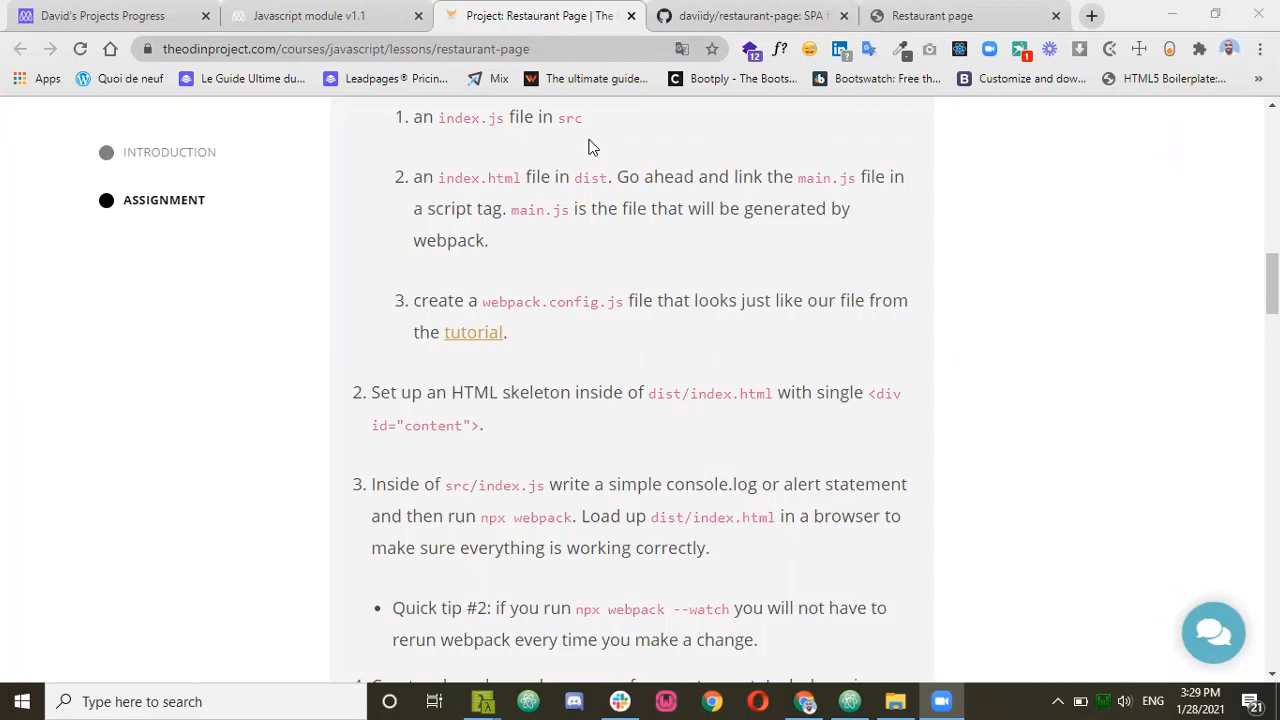 David's Projects Progress
Javascript module v1.1
Project: Restaurant Page | The
daviidy/restaurant-page: SPA f
Restaurant page
theodinproject.com/courses/javascript/lessons/restaurant-page
12
f?
?
-
1
Apps
Que de neuf
Le Guide Ultime du...
Leadpages® Pricin...
Mix
The ultimate guide...
Bootply - The Boots...
Bootswatch: Free th...
Customize and dow...
HTML5 Boilerplate:...
INTRODUCTION
ASSIGNMENT
1. an index.js file in src
2. an index.html file in dist. Go ahead and link the main.js file in
a script tag. main.js is the file that will be generated by
webpack.
3. create a webpack.config.js file that looks just like our file from
the tutorial.
2. Set up an HTML skeleton inside of dist/index.html with single <div
id="content">.
3. Inside of src/index.js write a simple console.log or alert statement
and then run npx webpack. Load up dist/index.html in a browser to
make sure everything is working correctly.
• Quick tip #2: if you run npx webpack --watch you will not have to
rerun webpack every time you make a change.
Type here to search
ENG
3:29 PM
1/28/2021
21